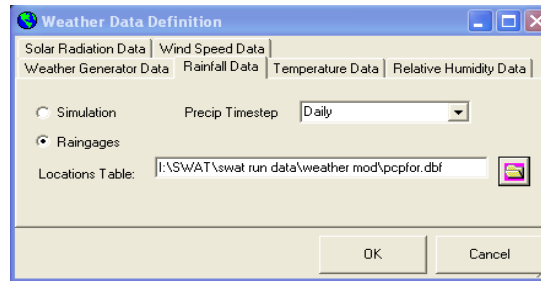 Weather Data Definition
Solar Radiation Data Wind Speed Data
Weather Generator Data Rainfall Data Temperature Data Relative Humidity Data
Simulation Precip Timestep Daily
Raingages
Locations Table: I:\SWAT\swat run data\weather mod\pcpfor.dbf
OK Cancel